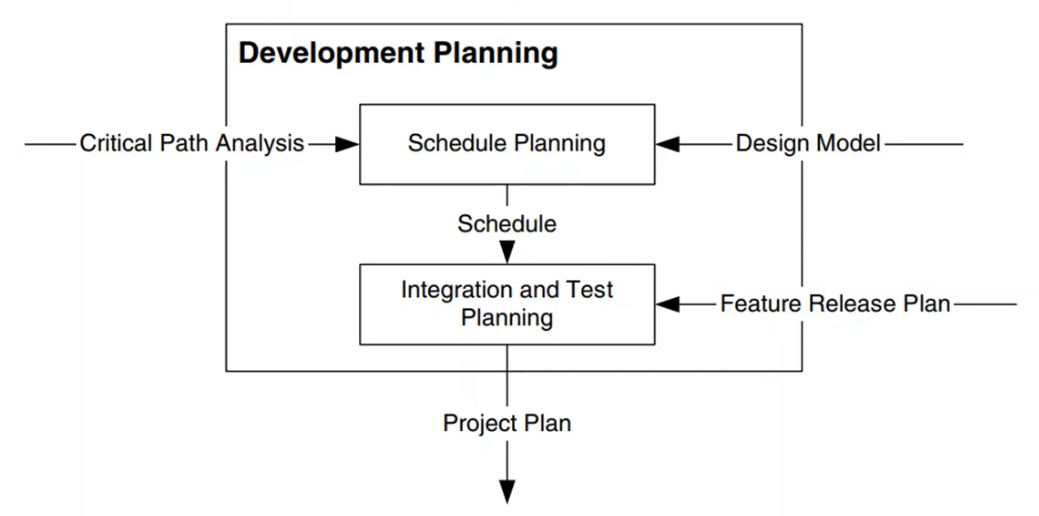 Development Planning
Critical Path Analysis
Schedule Planning
Design Model
Schedule
Integration and Test
Planning
Feature Release Plan
Project Plan